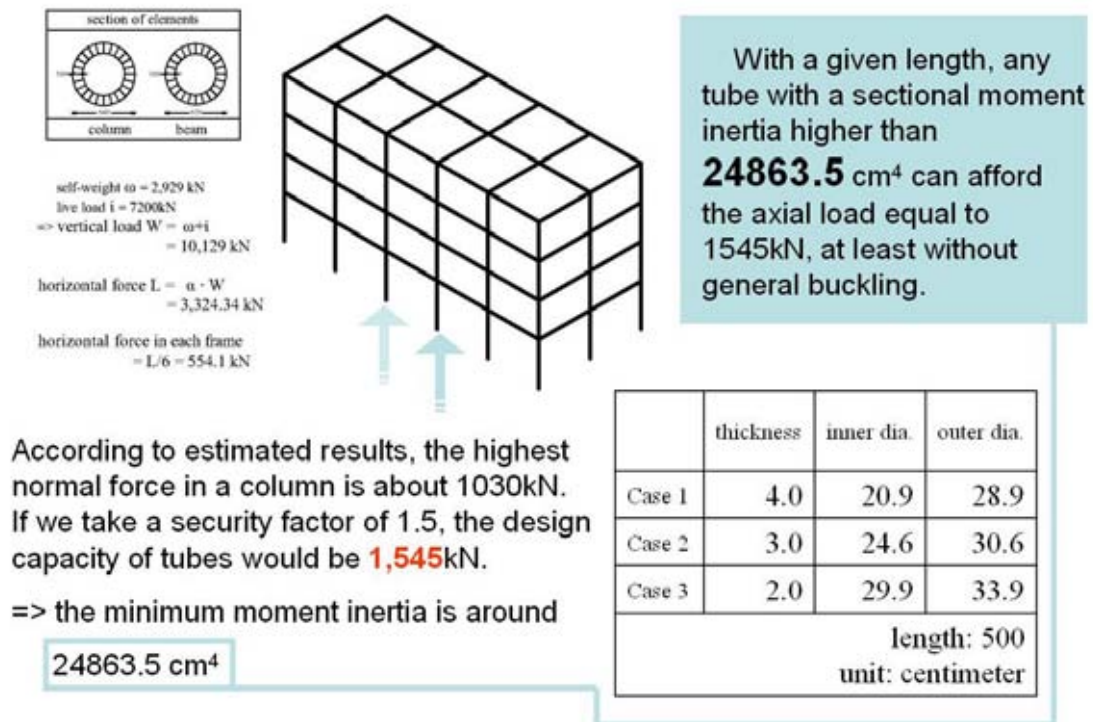 section of elements
column beam
self-weight ω = 2,929 kN
live load i = 7200kN
=> vertical load W = ω+i
= 10,129 kN
horizontal force L = α · W
= 3,324.34 kN
horizontal force in each frame
= L/6 = 554.1 kN
With a given length, any
tube with a sectional moment
inertia higher than
24863.5 cm⁴ can afford
the axial load equal to
1545kN, at least without
general buckling.
According to estimated results, the highest
normal force in a column is about 1030kN.
If we take a security factor of 1.5, the design
capacity of tubes would be 1,545kN.
=> the minimum moment inertia is around
24863.5 cm⁴
thickness inner dia. outer dia.
Case 1 4.0 20.9 28.9
Case 2 3.0 24.6 30.6
Case 3 2.0 29.9 33.9
length: 500
unit: centimeter